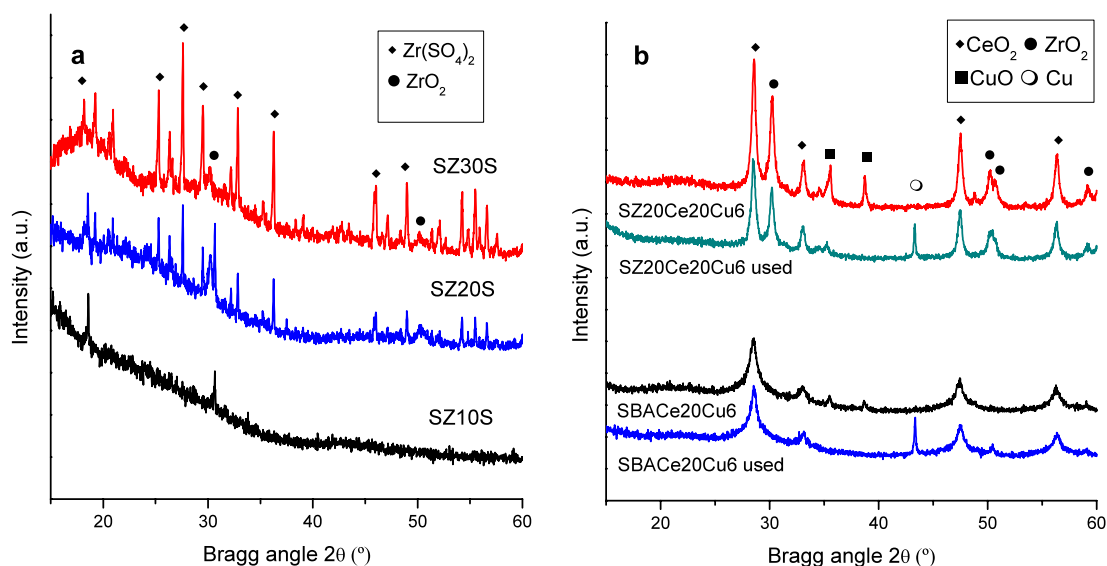 a
Zr(SO4)2
ZrO2
SZ30S
SZ20S
SZ10S
Intensity (a.u.)
20 30 40 50 60
Bragg angle 2θ (º)
b
CeO2 ZrO2
CuO Cu
SZ20Ce20Cu6
SZ20Ce20Cu6 used
SBACe20Cu6
SBACe20Cu6 used
Intensity (a.u.)
20 30 40 50 60
Bragg angle 2θ (º)